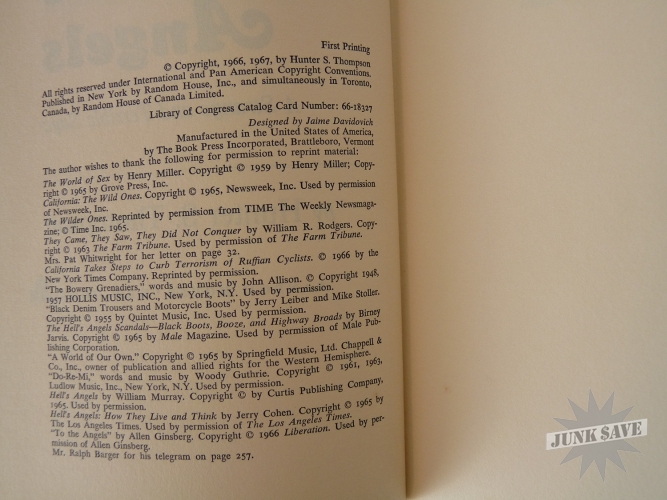 Angels
First Printing
© Copyright, 1966, 1967, by Hunter S. Thompson
All rights reserved under International and Pan American Copyright Conventions.
Published in New York by Random House, Inc., and simultaneously in Toronto,
Canada, by Random House of Canada Limited.
Library of Congress Catalog Card Number: 66-18327
Designed by Jaime Davidovich
Manufactured in the United States of America,
by The Book Press Incorporated, Brattleboro, Vermont
The author wishes to thank the following for permission to reprint material:
The World of Sex by Henry Miller. Copyright © 1959 by Henry Miller; Copy-
right © 1965 by Grove Press, Inc.
California: The Wild Ones. Copyright © 1965, Newsweek, Inc. Used by permission
of Newsweek, Inc.
The Wilder Ones. Reprinted by permission from TIME The Weekly Newsmaga-
zine; © Time Inc. 1965.
They Came, They Saw, They Did Not Conquer by William R. Rodgers. Copy-
right © 1963 The Farm Tribune. Used by permission of The Farm Tribune.
Mrs. Pat Whitwright for her letter on page 32.
California Takes Steps to Curb Terrorism of Ruffian Cyclists. © 1966 by the
New York Times Company. Reprinted by permission.
"The Bowery Grenadiers," words and music by John Allison. © Copyright 1948,
1957 HOLLIS MUSIC, INC., New York, N.Y. Used by permission.
"Black Denim Trousers and Motorcycle Boots" by Jerry Leiber and Mike Stoller.
Copyright © 1955 by Quintet Music, Inc. Used by permission.
The Hell's Angels Scandals—Black Boots, Booze, and Highway Broads by Birney
Jarvis. Copyright © 1965 by Male Magazine. Used by permission of Male Pub-
lishing Corporation.
"A World of Our Own." Copyright © 1965 by Springfield Music, Ltd. Chappell &
Co., Inc., owner of publication and allied rights for the Western Hemisphere.
"Do-Re-Mi," words and music by Woody Guthrie. Copyright © 1961, 1963,
Ludlow Music, Inc., New York, N.Y. Used by permission.
Hell's Angels by William Murray. Copyright © by Curtis Publishing Company,
1965. Used by permission.
Hell's Angels: How They Live and Think by Jerry Cohen. Copyright © 1965 by
The Los Angeles Times. Used by permission of The Los Angeles Times.
"To the Angels" by Allen Ginsberg. Copyright © 1966 Liberation. Used by per-
mission of Allen Ginsberg.
Mr. Ralph Barger for his telegram on page 257.
JUNK SAVE